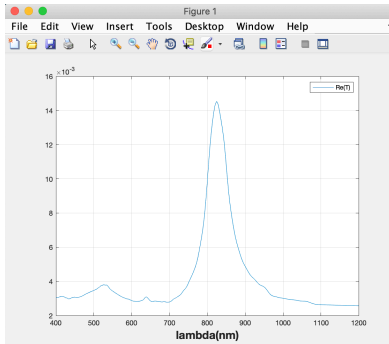 Figure 1
File Edit View Insert Tools Desktop Window Help
×10⁻³
16
Re(T)
14
12
10
8
6
4
2
400 500 600 700 800 900 1000 1100 1200
lambda(nm)